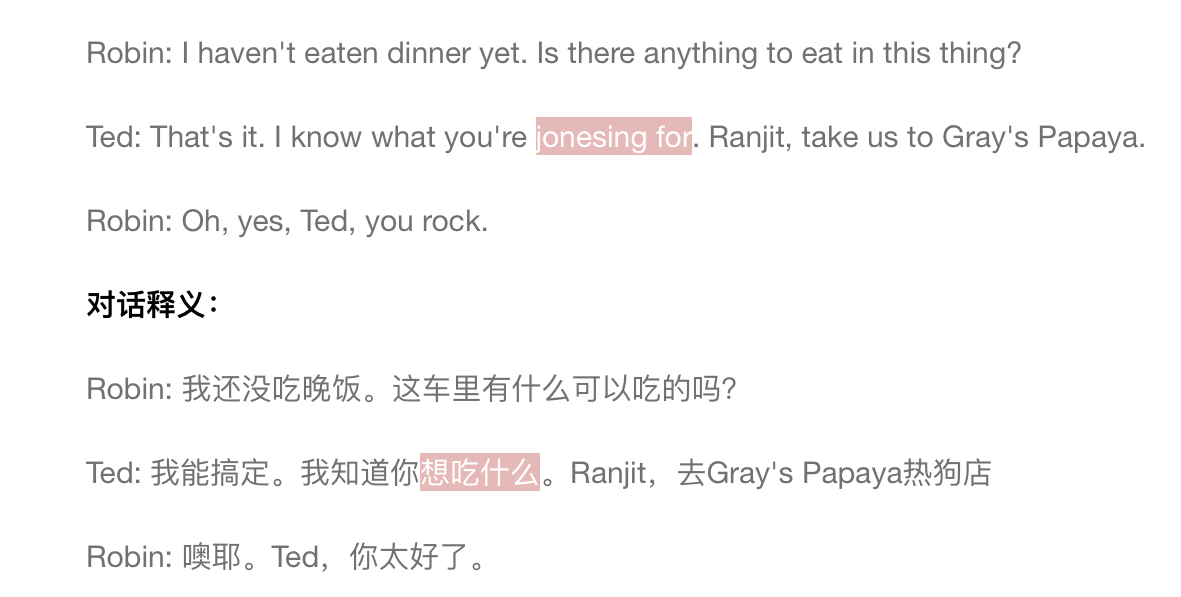 Robin: I haven't eaten dinner yet. Is there anything to eat in this thing?
Ted: That's it. I know what you're jonesing for. Ranjit, take us to Gray's Papaya.
Robin: Oh, yes, Ted, you rock.
对话释义：
Robin: 我还没吃晚饭。这车里有什么可以吃的吗？
Ted: 我能搞定。我知道你想吃什么。Ranjit，去Gray's Papaya热狗店
Robin: 噢耶。Ted，你太好了。